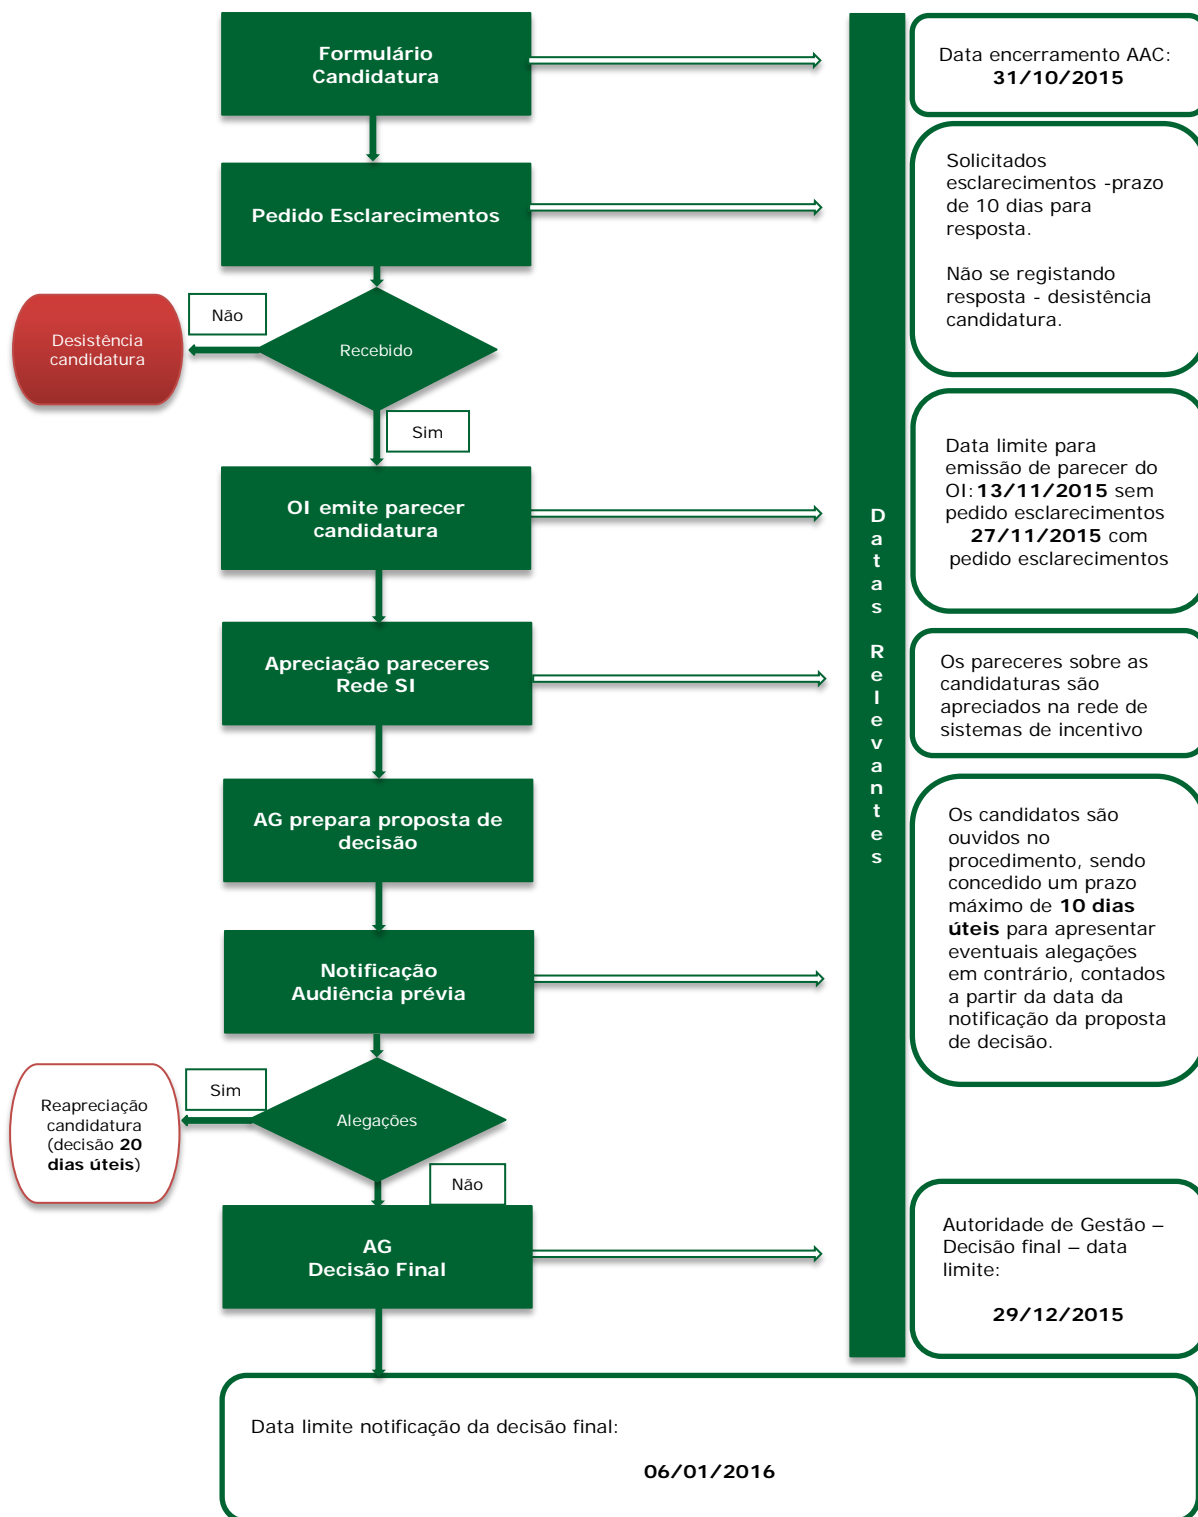 Formulário
Candidatura
Data encerramento AAC:
31/10/2015
Pedido Esclarecimentos
Solicitados
esclarecimentos -prazo
de 10 dias para
resposta.
Não se registando
resposta - desistência
candidatura.
Não
Desistência
candidatura
Recebido
Sim
OI emite parecer
candidatura
Data limite para
emissão de parecer do
OI: 13/11/2015 sem
pedido esclarecimentos
27/11/2015 com
pedido esclarecimentos
Datas Relevantes
Apreciação pareceres
Rede SI
Os pareceres sobre as
candidaturas são
apreciados na rede de
sistemas de incentivo
AG prepara proposta de
decisão
Os candidatos são
ouvidos no
procedimento, sendo
concedido um prazo
máximo de 10 dias
úteis para apresentar
eventuais alegações
em contrário, contados
a partir da data da
notificação da proposta
de decisão.
Notificação
Audiência prévia
Sim
Reapreciação
candidatura
(decisão 20
dias úteis)
Alegações
Não
AG
Decisão Final
Autoridade de Gestão –
Decisão final – data
limite:
29/12/2015
Data limite notificação da decisão final:
06/01/2016